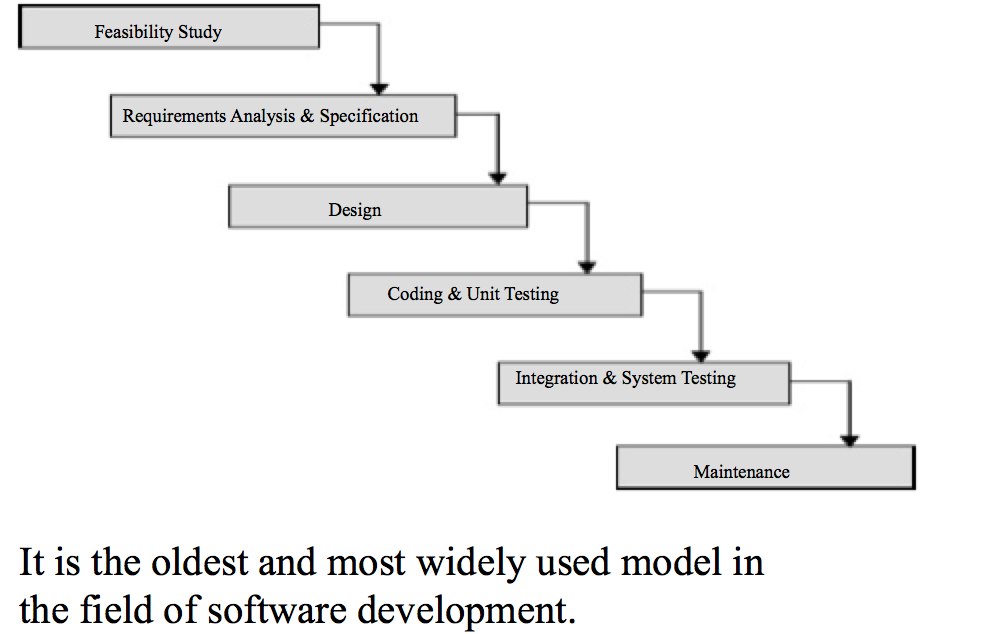 Feasibility Study
Requirements Analysis & Specification
Design
Coding & Unit Testing
Integration & System Testing
Maintenance
It is the oldest and most widely used model in
the field of software development.